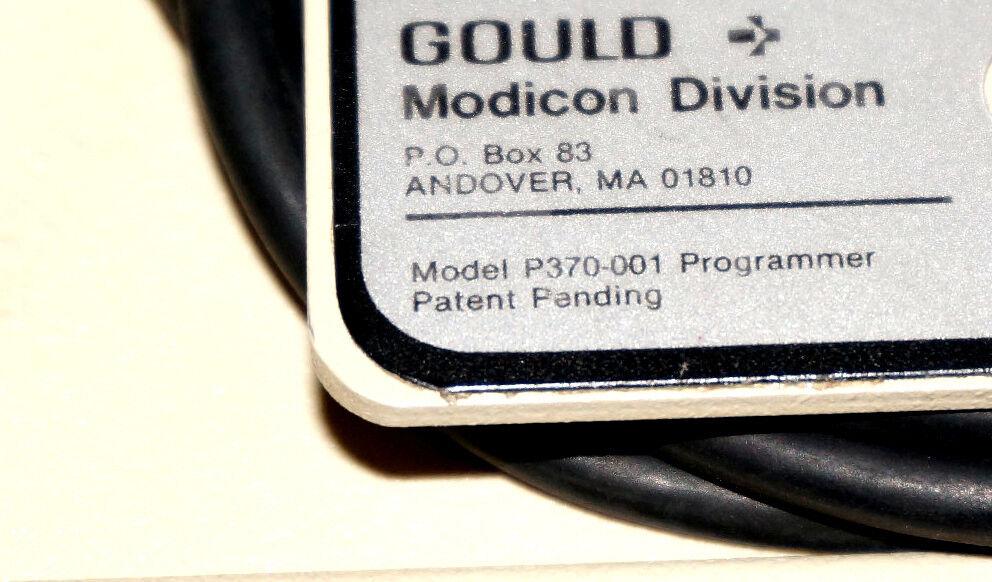 GOULD
Modicon Division
P.O. Box 83
ANDOVER, MA 01810
Model P370-001 Programmer
Patent Pending